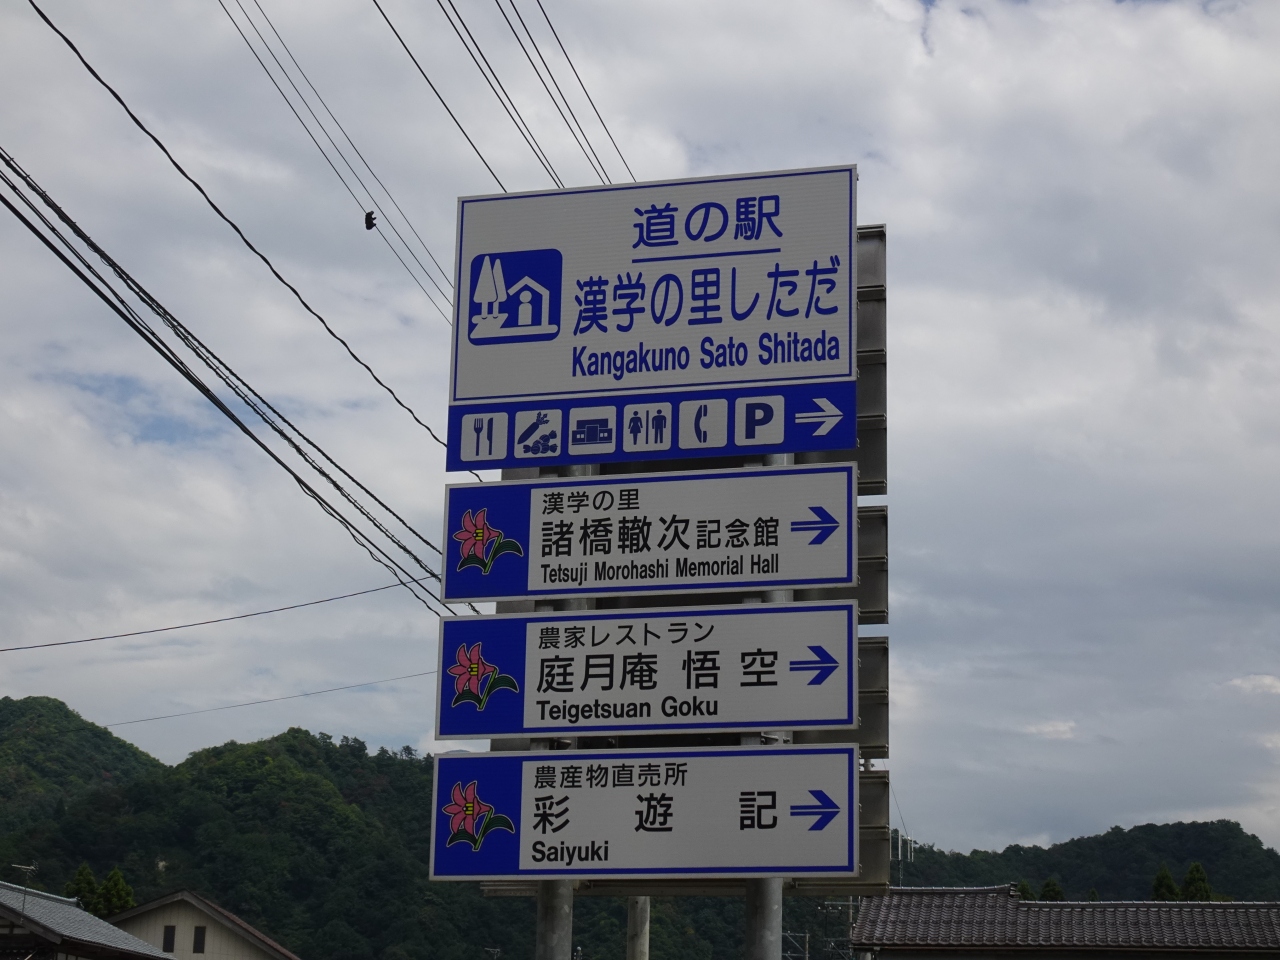 道の駅
漢学の里しただ
Kangakuno Sato Shitada
P
漢学の里
諸橋轍次記念館
Tetsuji Morohashi Memorial Hall
農家レストラン
庭月庵 悟空
Teigetsuan Goku
農産物直売所
彩遊記
Saiyuki